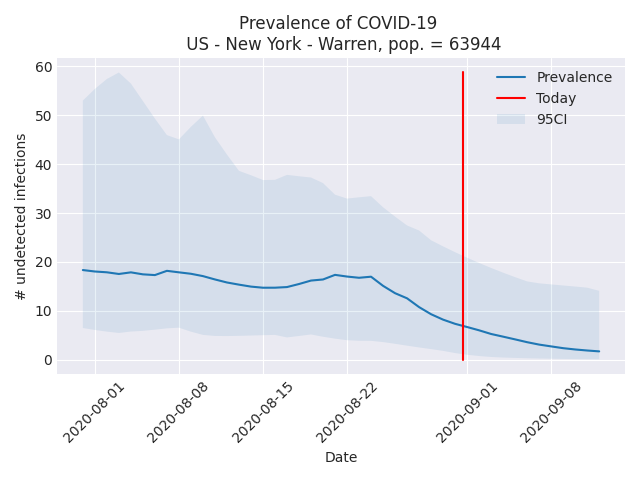 Prevalence of COVID-19
US - New York - Warren, pop. = 63944
# undetected infections
60
50
40
30
20
10
0
Prevalence
Today
95CI
2020-08-01
2020-08-08
2020-08-15
2020-08-22
2020-09-01
2020-09-08
Date